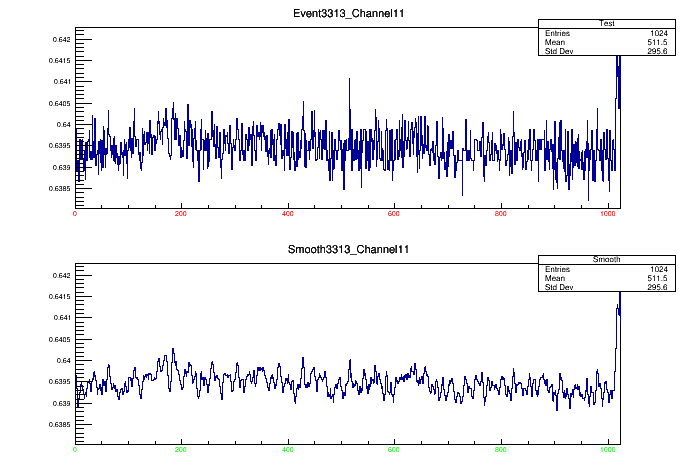 Event3313_Channel11
Test
Entries 1024
Mean 511.5
Std Dev 295.6
0.642
0.6415
0.641
0.6405
0.64
0.6395
0.639
0.6385
0 200 400 600 800 1000
Smooth3313_Channel11
Smooth
Entries 1024
Mean 511.5
Std Dev 295.6
0.642
0.6415
0.641
0.6405
0.64
0.6395
0.639
0.6385
0 200 400 600 800 1000